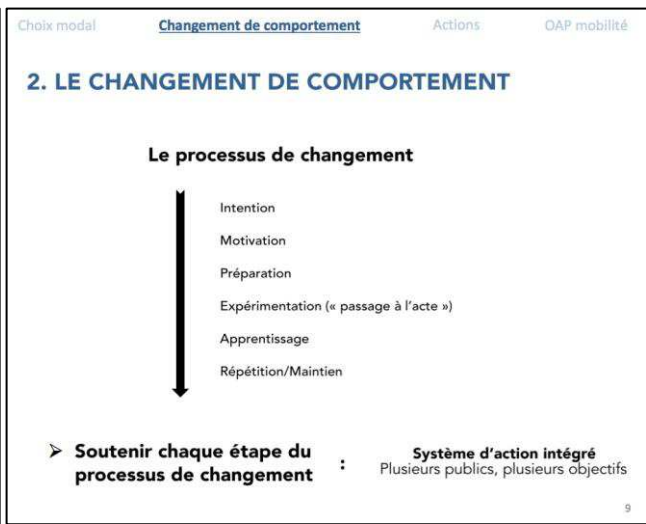 Choix modal Changement de comportement Actions OAP mobilité
2. LE CHANGEMENT DE COMPORTEMENT
Le processus de changement
Intention
Motivation
Préparation
Expérimentation (« passage à l'acte »)
Apprentissage
Répétition/Maintien
➢ Soutenir chaque étape du
processus de changement :
Système d'action intégré
Plusieurs publics, plusieurs objectifs
9